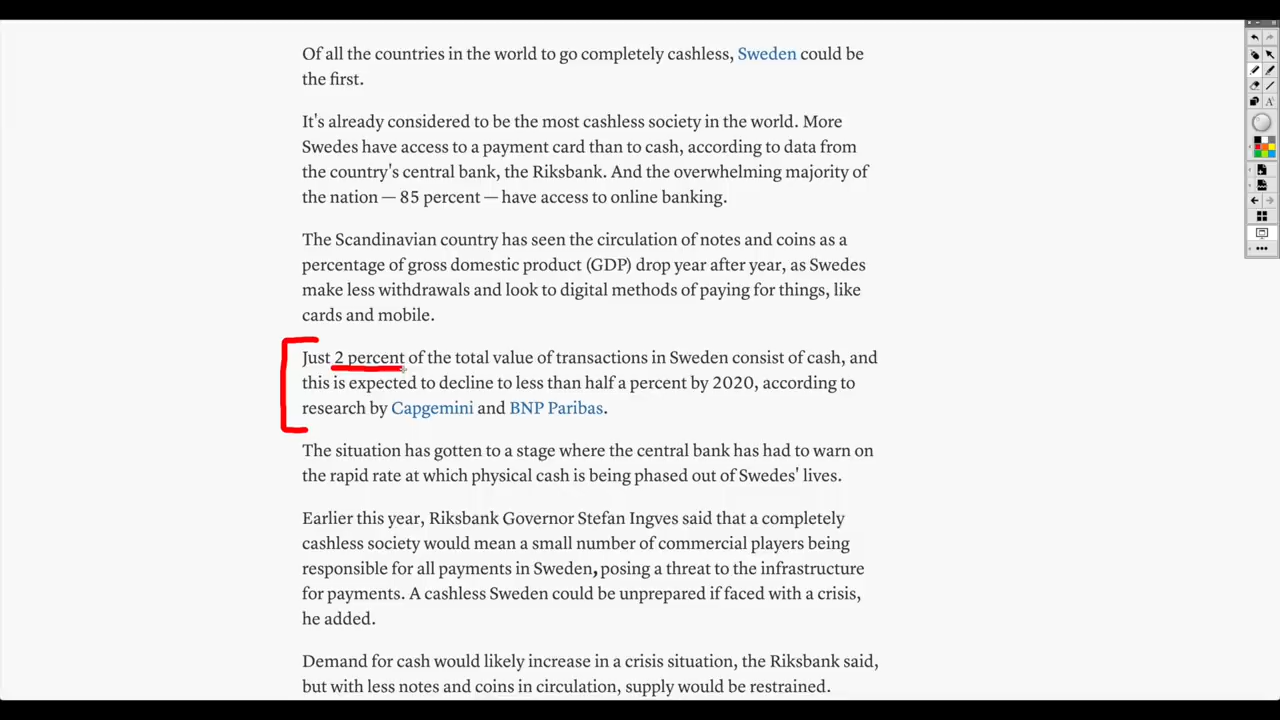 Of all the countries in the world to go completely cashless, Sweden could be
the first.
It's already considered to be the most cashless society in the world. More
Swedes have access to a payment card than to cash, according to data from
the country's central bank, the Riksbank. And the overwhelming majority of
the nation — 85 percent — have access to online banking.
The Scandinavian country has seen the circulation of notes and coins as a
percentage of gross domestic product (GDP) drop year after year, as Swedes
make less withdrawals and look to digital methods of paying for things, like
cards and mobile.
Just 2 percent of the total value of transactions in Sweden consist of cash, and
this is expected to decline to less than half a percent by 2020, according to
research by Capgemini and BNP Paribas.
The situation has gotten to a stage where the central bank has had to warn on
the rapid rate at which physical cash is being phased out of Swedes' lives.
Earlier this year, Riksbank Governor Stefan Ingves said that a completely
cashless society would mean a small number of commercial players being
responsible for all payments in Sweden, posing a threat to the infrastructure
for payments. A cashless Sweden could be unprepared if faced with a crisis,
he added.
Demand for cash would likely increase in a crisis situation, the Riksbank said,
but with less notes and coins in circulation, supply would be restrained.